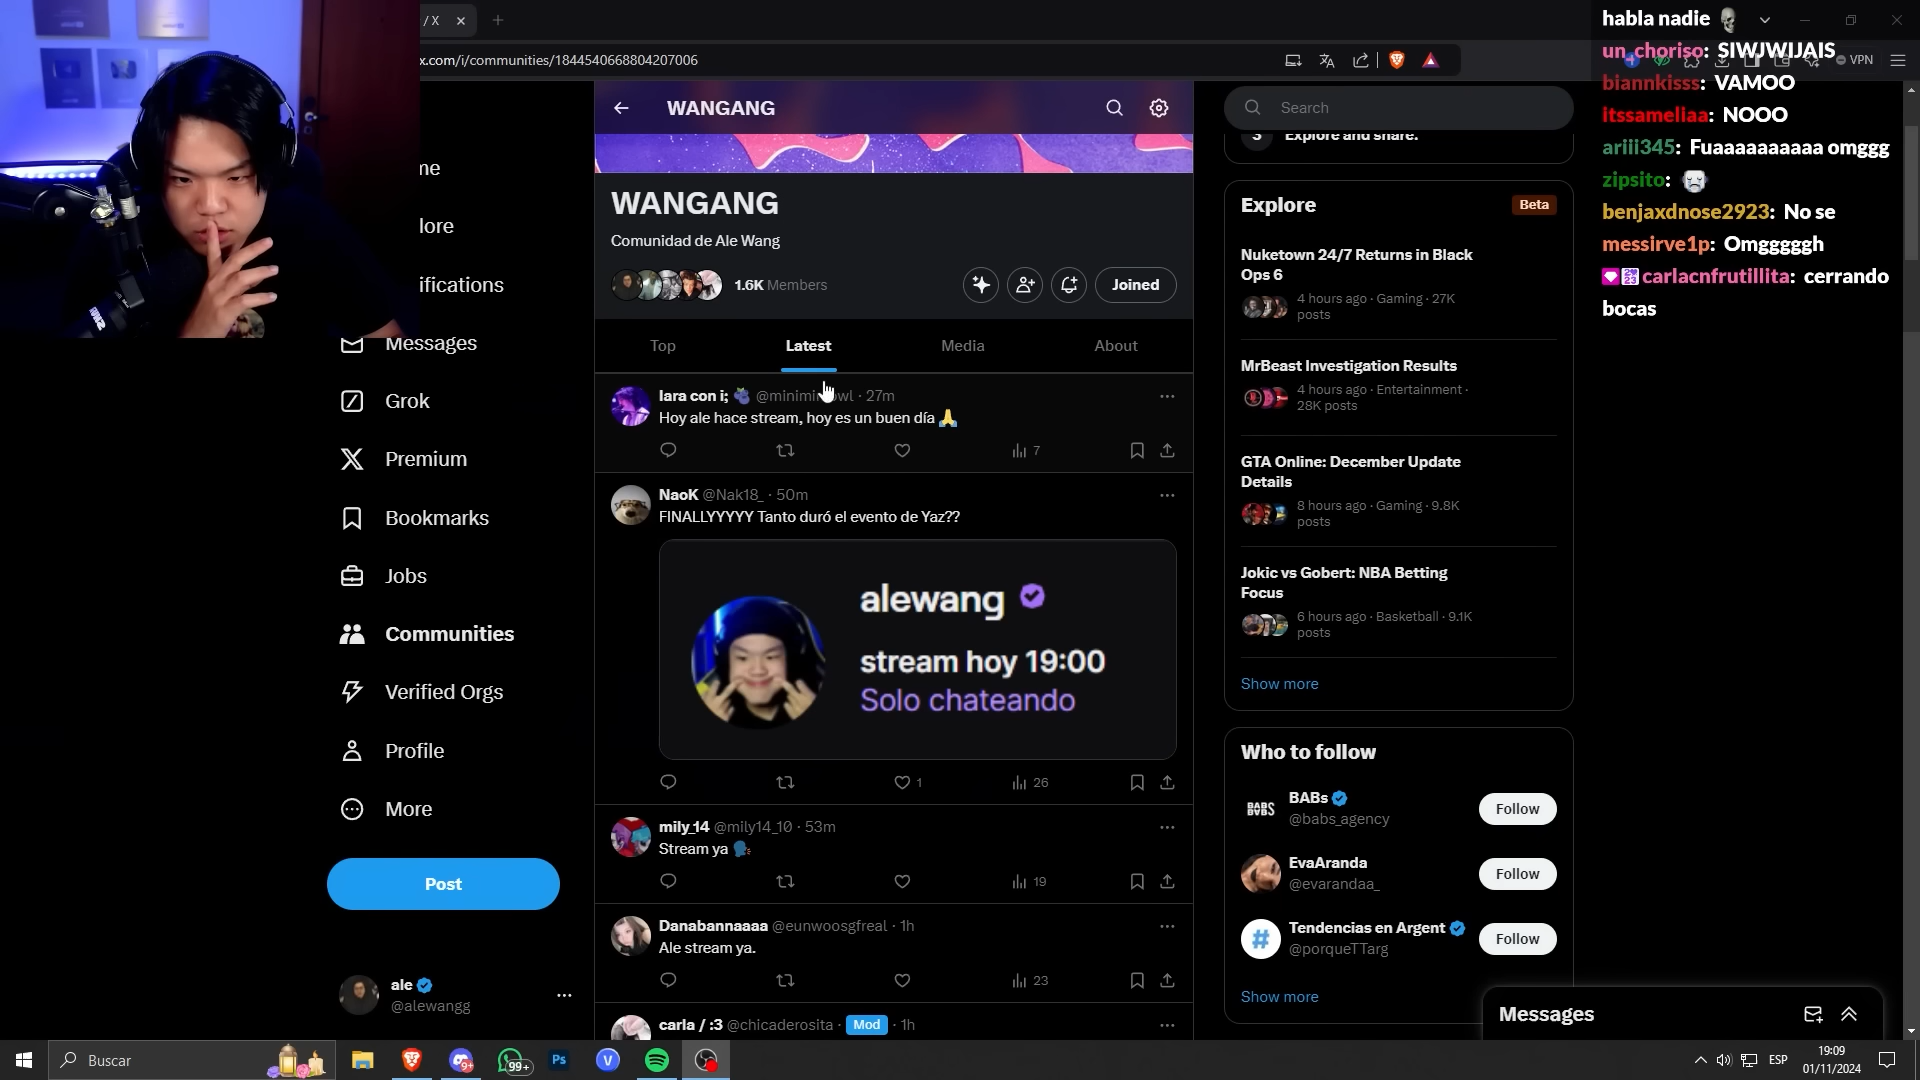 / X
x.com/i/communities/1844540668804207006
VPN
me
lore
ifications
Messages
Grok
Premium
Bookmarks
Jobs
Communities
Verified Orgs
Profile
More
Post
ale
@alewangg
WANGANG
WANGANG
Comunidad de Ale Wang
1.6K Members
Joined
Top
Latest
Media
About
lara con i; · 27m
Hoy ale hace stream, hoy es un buen día 🙏
7
NaoK @Nak18_ · 50m
FINALLYYYYY Tanto duró el evento de Yaz??
alewang
stream hoy 19:00
Solo chateando
1
26
mily_14 @mily14_10 · 53m
Stream ya 🗣
19
Danabannaaaa @eunwoosgfreal · 1h
Ale stream ya.
23
carla / :3 @chicaderosita · Mod · 1h
Search
3 Explore and share.
Explore
Beta
Nuketown 24/7 Returns in Black
Ops 6
4 hours ago · Gaming · 27K
posts
MrBeast Investigation Results
4 hours ago · Entertainment ·
28K posts
GTA Online: December Update
Details
8 hours ago · Gaming · 9.8K
posts
Jokic vs Gobert: NBA Betting
Focus
6 hours ago · Basketball · 9.1K
posts
Show more
Who to follow
BABs
@babs_agency
Follow
EvaAranda
@evarandaa_
Follow
Tendencias en Argent
@porqueTTarg
Follow
Show more
Messages
habla nadie 💀
un_choriso: SIWJWIJAIS
biannkisss: VAMOO
Itssameliaa: NOOO
ariii345: Fuaaaaaaaaaa omggg
zipsito:
benjaxdnose2923: No se
messirve1p: Omgggggh
carlacnfrutillita: cerrando
bocas
Buscar
9+
99+
Ps
V
ESP
19:09
01/11/2024